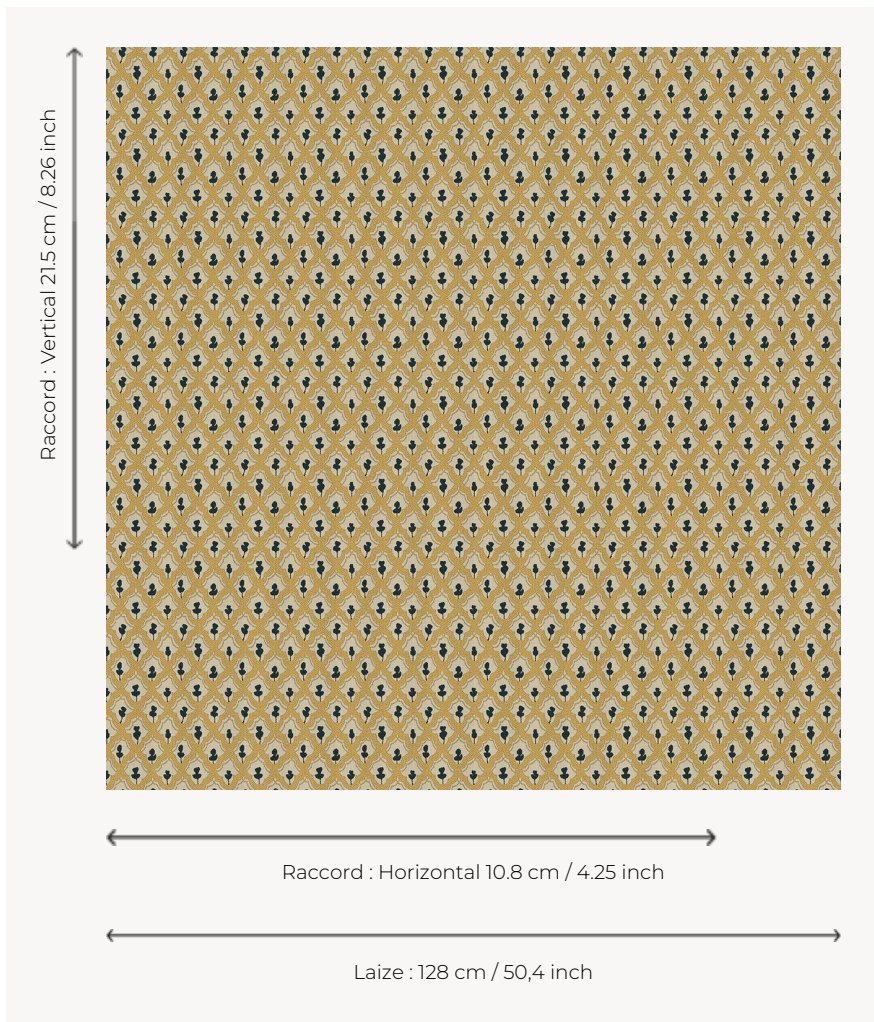 Raccord : Vertical 21.5 cm / 8.26 inch
Raccord : Horizontal 10.8 cm / 4.25 inch
Laize : 128 cm / 50,4 inch